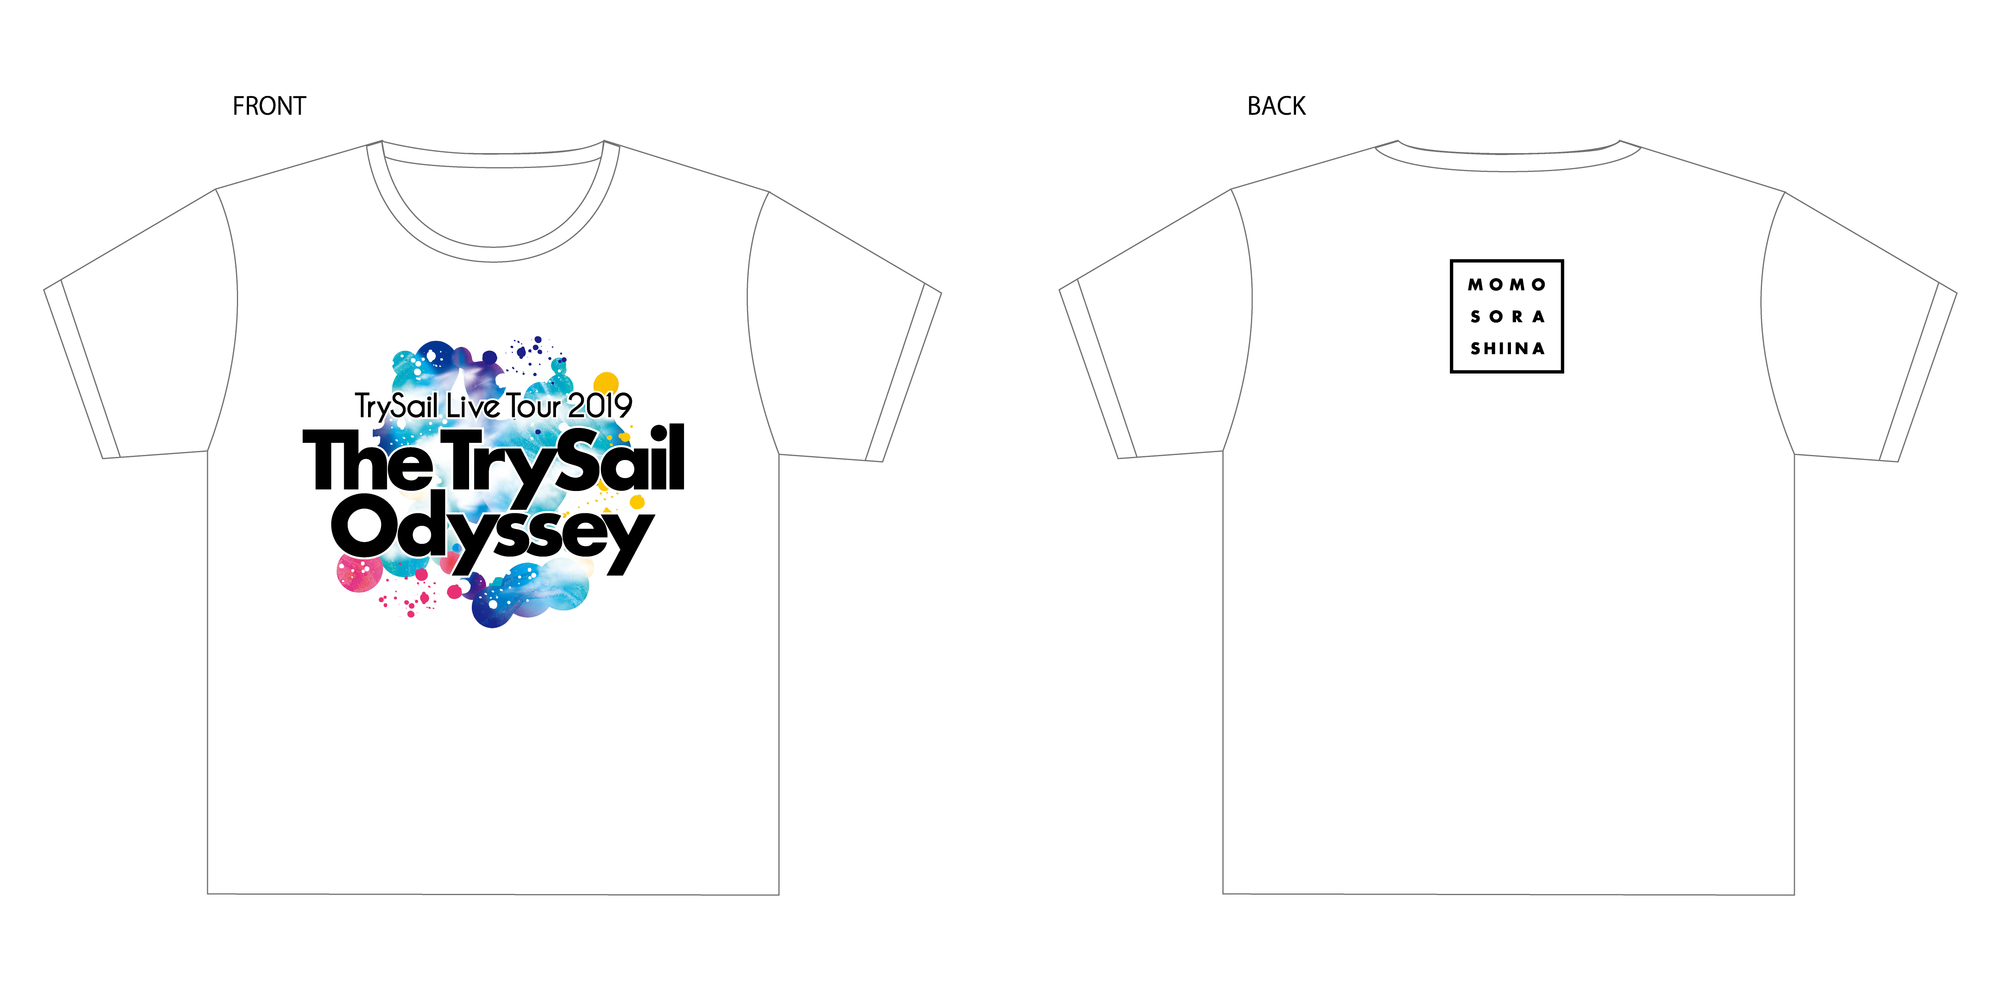 FRONT
TrySail Live Tour 2019
The TrySail
Odyssey
BACK
MOMO
SORA
SHIINA